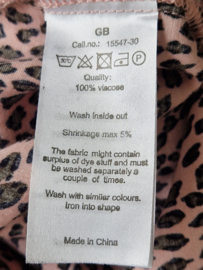 GB
Call.no.: 15547-30
Quality:
100% viscose
Wash inside out
Shrinkage max 5%
The fabric might contain
surplus of dye stuff and must
be washed separately a
couple of times.
Wash with similar colours.
Iron into shape
Made in China